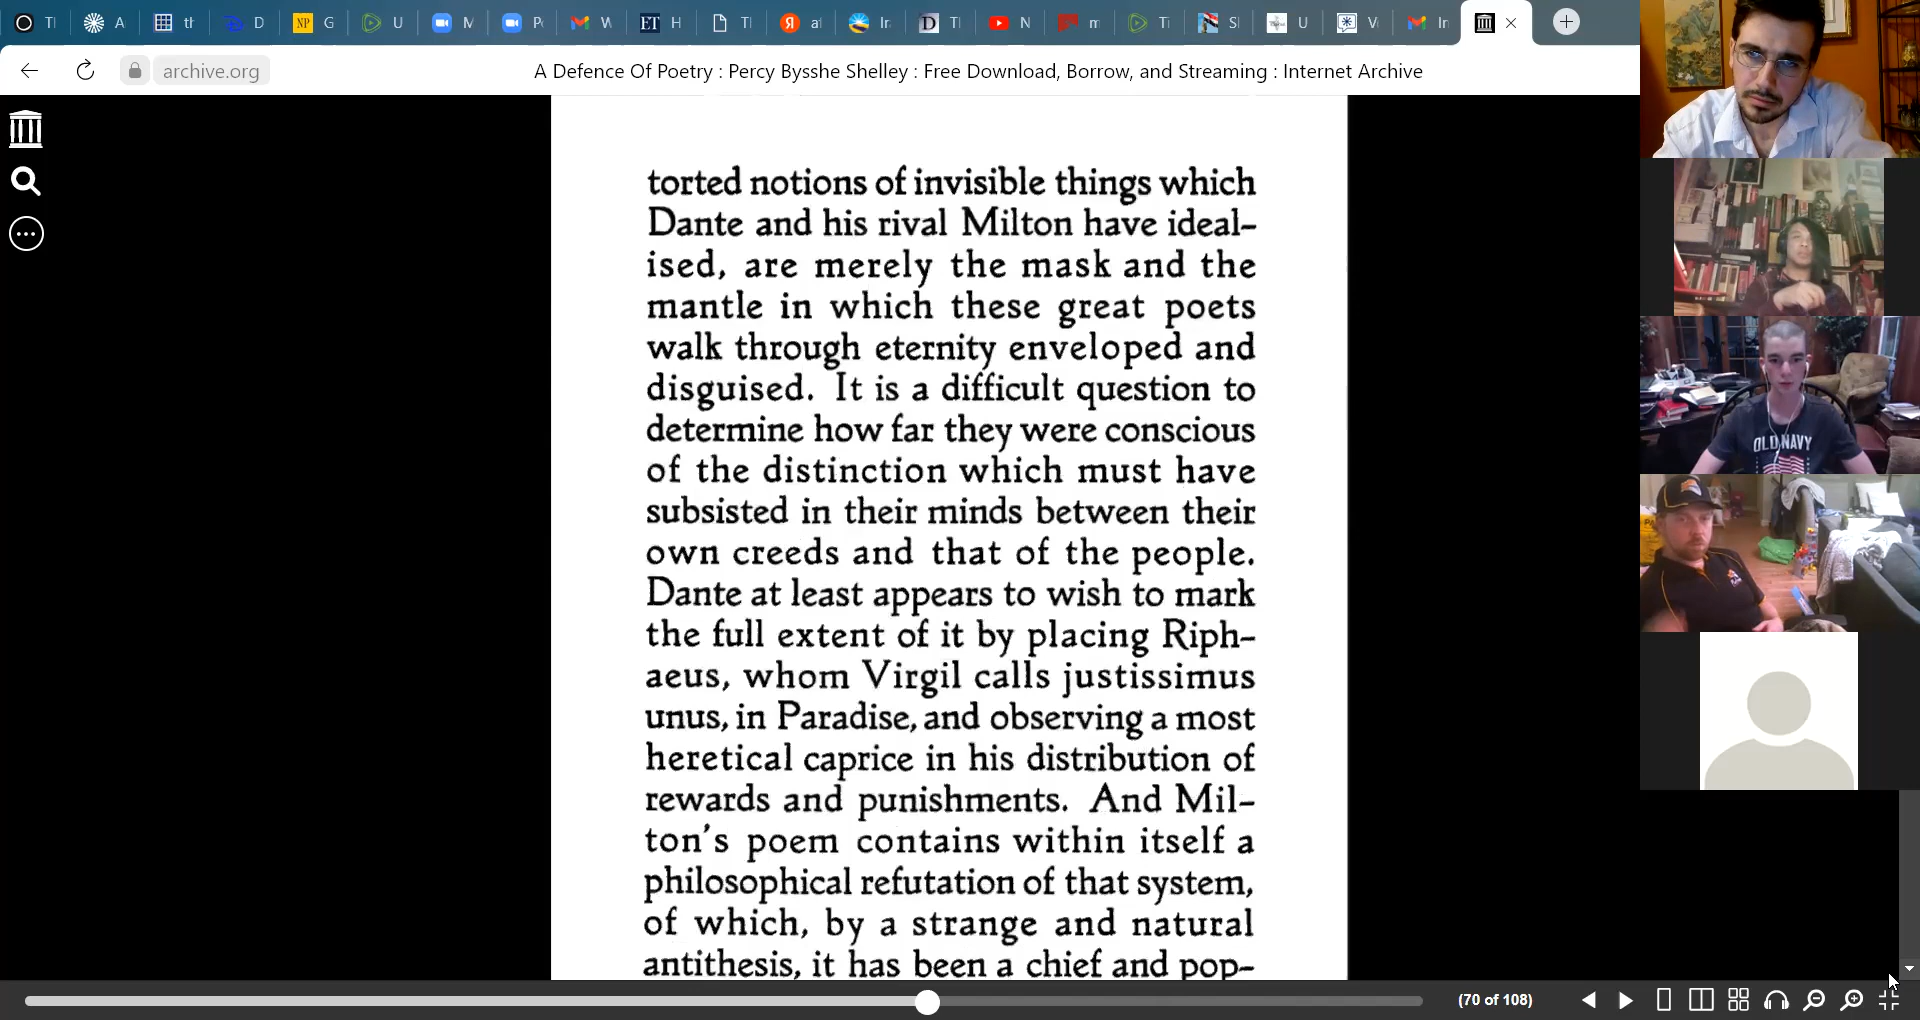 T
A
th
D
XP G
U
M
P
W
ET H
T
Я a
Ir
D T
N
m
Ti
Sl
U
V
In
archive.org
A Defence Of Poetry : Percy Bysshe Shelley : Free Download, Borrow, and Streaming : Internet Archive
torted notions of invisible things which
Dante and his rival Milton have ideal-
ised, are merely the mask and the
mantle in which these great poets
walk through eternity enveloped and
disguised. It is a difficult question to
determine how far they were conscious
of the distinction which must have
subsisted in their minds between their
own creeds and that of the people.
Dante at least appears to wish to mark
the full extent of it by placing Riph-
aeus, whom Virgil calls justissimus
unus, in Paradise, and observing a most
heretical caprice in his distribution of
rewards and punishments. And Mil-
ton's poem contains within itself a
philosophical refutation of that system,
of which, by a strange and natural
antithesis, it has been a chief and pop-
OLD NAVY
(70 of 108)